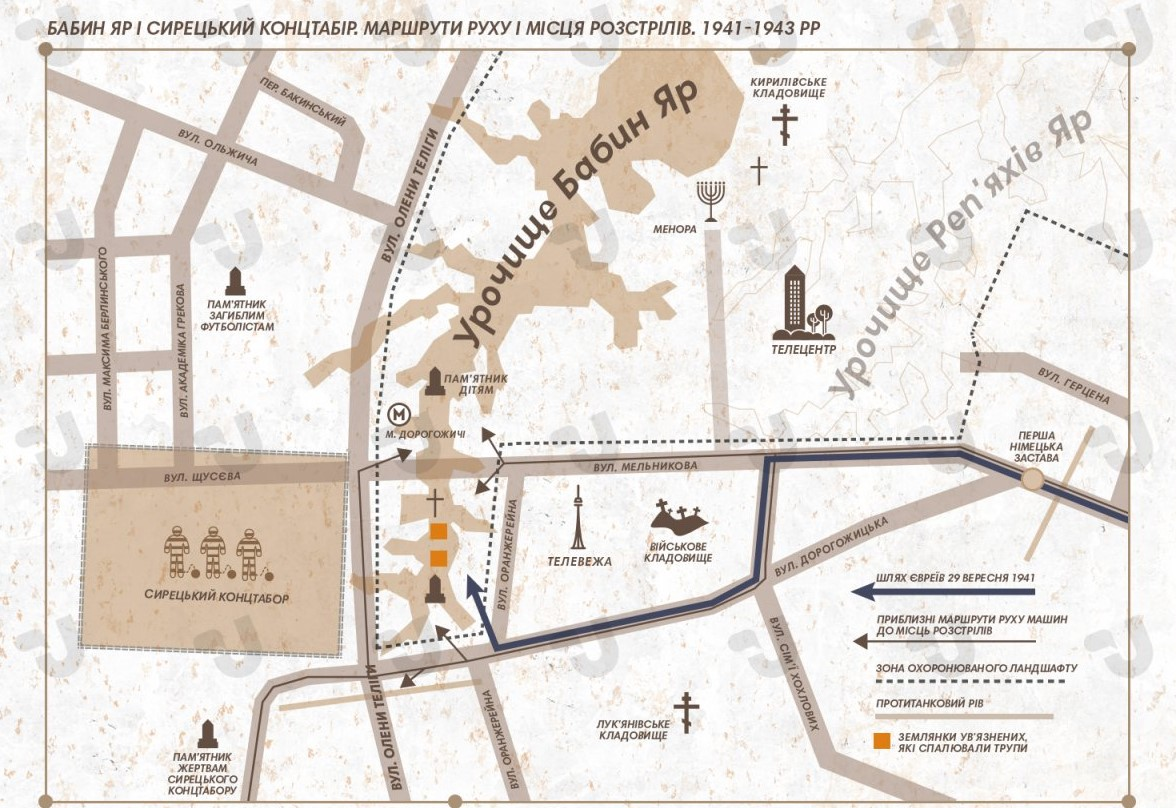 БАБИН ЯР І СИРЕЦЬКИЙ КОНЦТАБІР. МАРШРУТИ РУХУ І МІСЦЯ РОЗСТРІЛІВ. 1941-1943 РР
ПЕР. БАКИНСЬКИЙ
ВУЛ. ОЛЬЖИЧА
ВУЛ. ОЛЕНИ ТЕЛІГИ
Урочище Бабин Яр
КИРИЛІВСЬКЕ
КЛАДОВИЩЕ
Урочище Реп'яхів Яр
МЕНОРА
ВУЛ. МАКСИМА БЕРЛИНСЬКОГО
ВУЛ. АКАДЕМІКА ГРЕКОВА
ПАМ'ЯТНИК
ЗАГИБЛИМ
ФУТБОЛІСТАМ
ТЕЛЕЦЕНТР
ПАМ'ЯТНИК
ДІТЯМ
ВУЛ. ГЕРЦЕНА
М
М. ДОРОГОЖИЧІ
ПЕРША
НІМЕЦЬКА
ЗАСТАВА
ВУЛ. ЩУСЄВА
ВУЛ. МЕЛЬНИКОВА
ВУЛ. ОРАНЖЕРЕЙНА
ТЕЛЕВЕЖА
ВІЙСЬКОВЕ
КЛАДОВИЩЕ
ВУЛ. ДОРОГОЖИЦЬКА
СИРЕЦЬКИЙ КОНЦТАБОР
ШЛЯХ ЄВРЕЇВ 29 ВЕРЕСНЯ 1941
ПРИБЛИЗНІ МАРШРУТИ РУХУ МАШИН
ДО МІСЦЬ РОЗСТРІЛІВ
ЗОНА ОХОРОНЮВАНОГО ЛАНДШАФТУ
ПРОТИТАНКОВИЙ РІВ
ЗЕМЛЯНКИ УВ'ЯЗНЕНИХ,
ЯКІ СПАЛЮВАЛИ ТРУПИ
ВУЛ. СІМ'Ї ХОХЛОВИХ
ВУЛ. ОЛЕНИ ТЕЛІГИ
ВУЛ. ОРАНЖЕРЕЙНА
ЛУК'ЯНІВСЬКЕ
КЛАДОВИЩЕ
ПАМ'ЯТНИК
ЖЕРТВАМ
СИРЕЦЬКОГО
КОНЦТАБОРУ